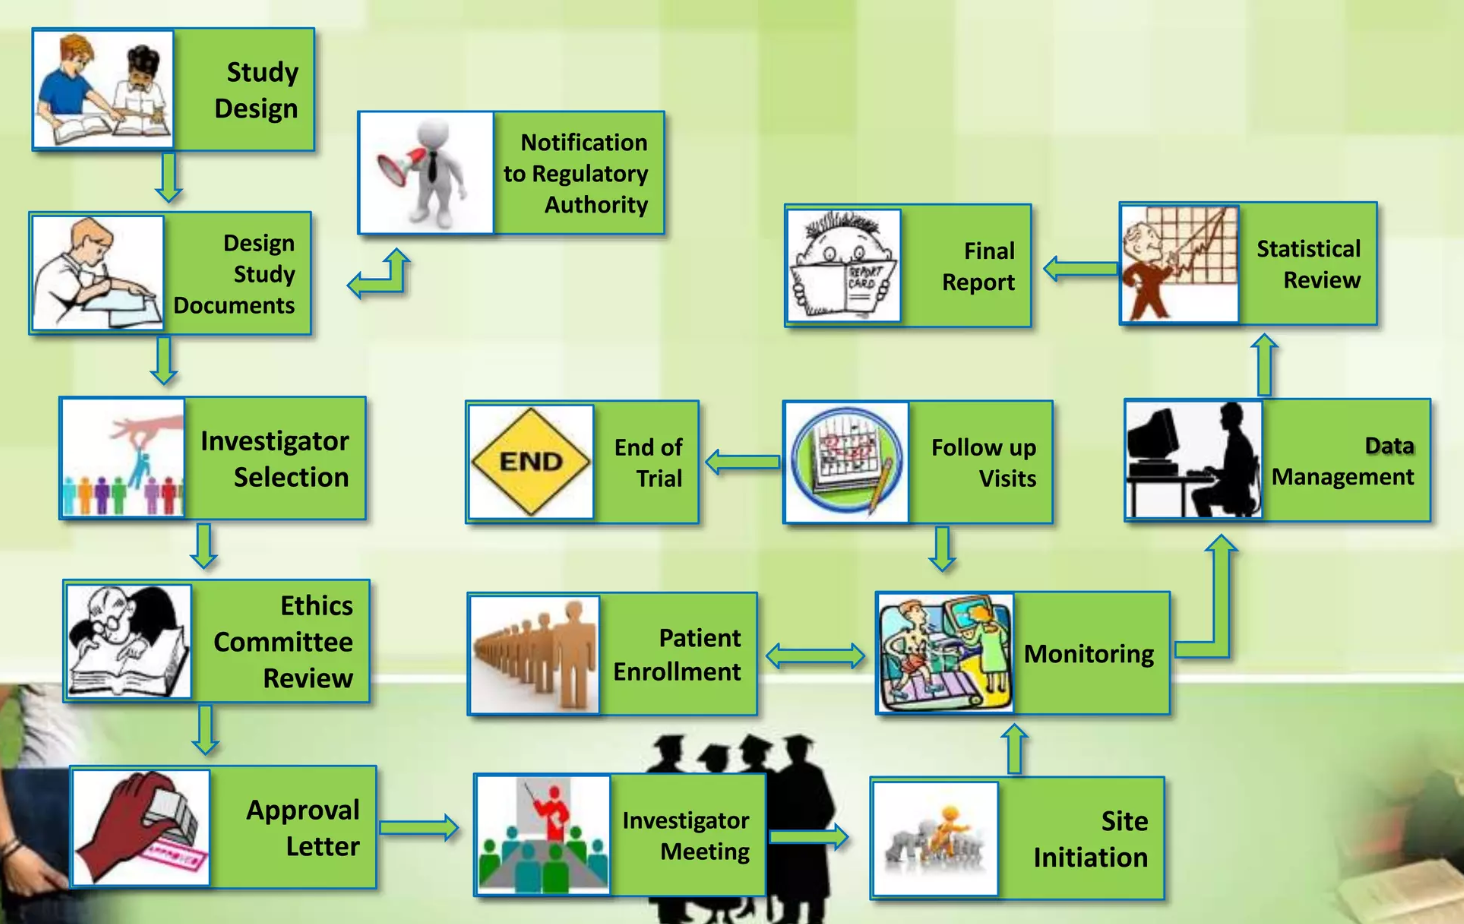 Study
Design
Notification
to Regulatory
Authority
Design
Study
Documents
Final
Report
REPORT
CARD
Statistical
Review
Investigator
Selection
END
End of
Trial
Follow up
Visits
Data
Management
Ethics
Committee
Review
Patient
Enrollment
Monitoring
Approval
Letter
APPROVED
Investigator
Meeting
Site
Initiation